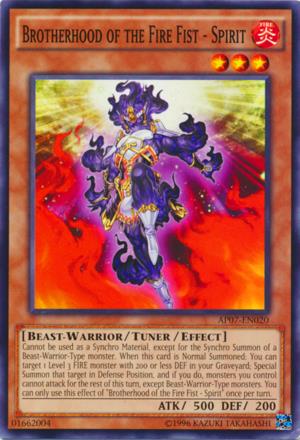 BROTHERHOOD OF THE FIRE FIST - SPIRIT
FIRE
炎
AP07-EN020
[BEAST-WARRIOR/TUNER/EFFECT]
Cannot be used as a Synchro Material, except for the Synchro Summon of a
Beast-Warrior-Type monster. When this card is Normal Summoned: You can
target 1 Level 3 FIRE monster with 200 or less DEF in your Graveyard; Special
Summon that target in Defense Position, and if you do, monsters you control
cannot attack for the rest of this turn, except Beast-Warrior-Type monsters. You
can only use this effect of "Brotherhood of the Fire Fist - Spirit" once per turn.
ATK/ 500 DEF/ 200
01662004
©1996 KAZUKI TAKAHASHI